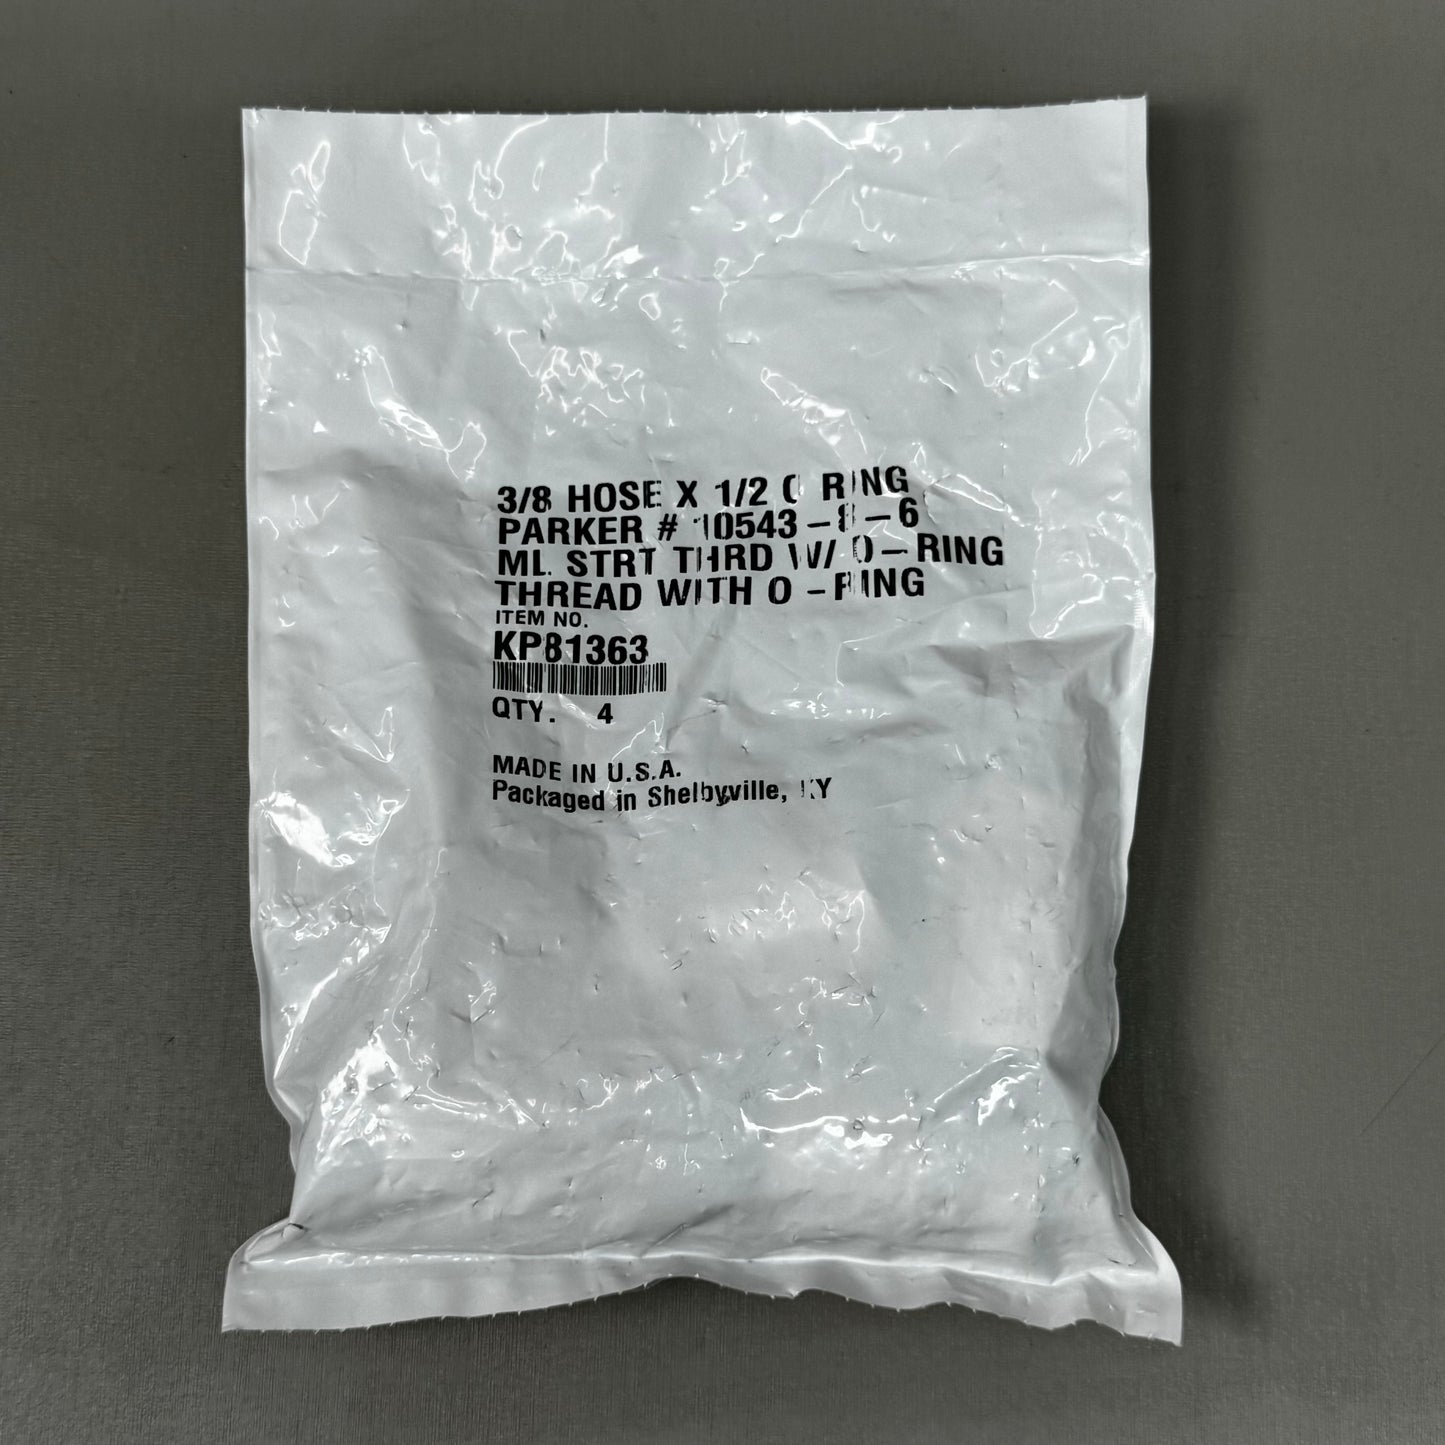 3/8 HOSE X 1/2 O RING
PARKER # 10543-8-6
ML STRT THRD W/ O-RING
THREAD WITH O -RING
ITEM NO.
KP81363
QTY. 4
MADE IN U.S.A.
Packaged in Shelbyville, KY